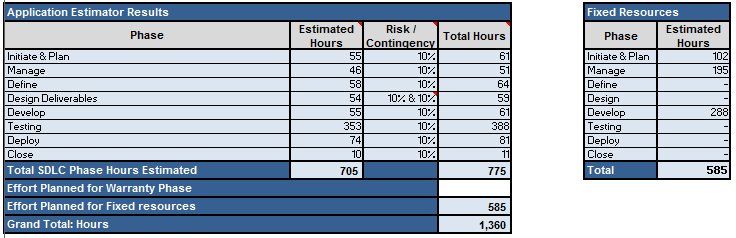 Application Estimator Results
Phase Estimated Hours Risk / Contingency Total Hours
Initiate & Plan 55 10% 61
Manage 46 10% 51
Define 58 10% 64
Design Deliverables 54 10% & 10% 59
Develop 55 10% 61
Testing 353 10% 388
Deploy 74 10% 81
Close 10 10% 11
Total SDLC Phase Hours Estimated 705 775
Effort Planned for Warranty Phase
Effort Planned for Fixed resources 585
Grand Total: Hours 1,360
Fixed Resources
Phase Estimated Hours
Initiate & Plan 102
Manage 195
Define -
Design -
Develop 288
Testing -
Deploy -
Close -
Total 585